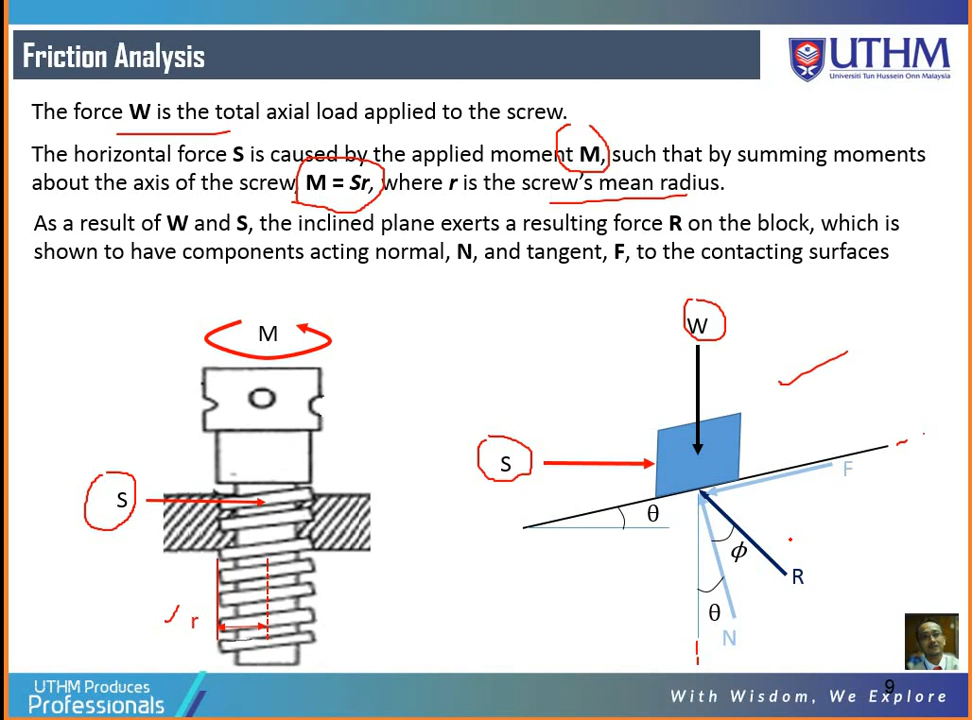 Friction Analysis
UTHM
Universiti Tun Hussein Onn Malaysia
The force W is the total axial load applied to the screw.
The horizontal force S is caused by the applied moment M, such that by summing moments
about the axis of the screw, M = Sr, where r is the screw's mean radius.
As a result of W and S, the inclined plane exerts a resulting force R on the block, which is
shown to have components acting normal, N, and tangent, F, to the contacting surfaces
M
W
S
F
S
θ
ϕ
R
r
θ
N
UTHM Produces
Professionals
9
With Wisdom, We Explore